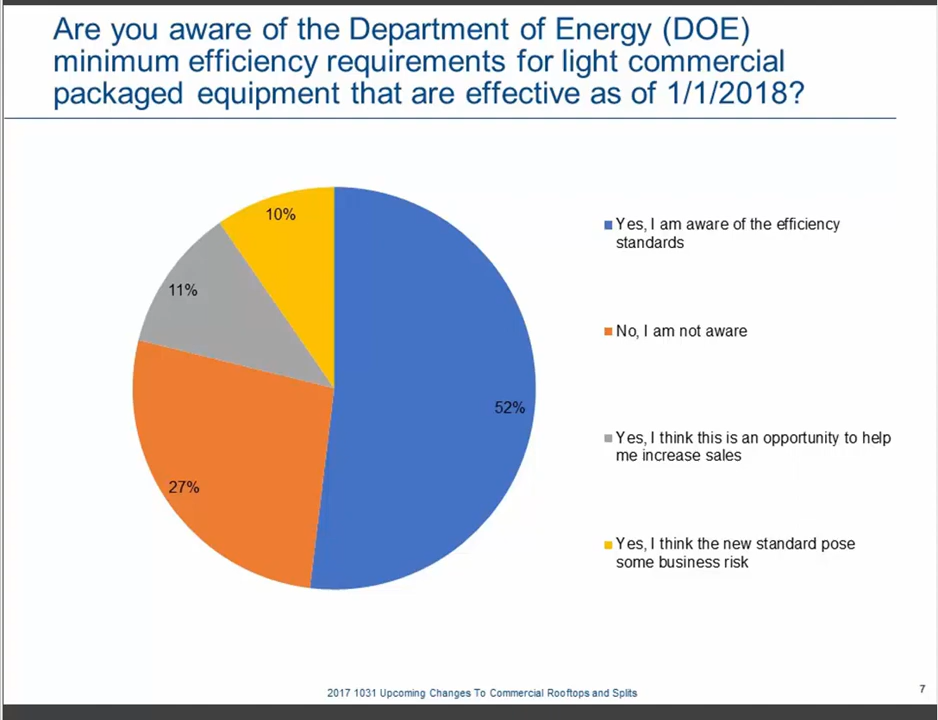 Are you aware of the Department of Energy (DOE)
minimum efficiency requirements for light commercial
packaged equipment that are effective as of 1/1/2018?
10%
11%
52%
27%
Yes, I am aware of the efficiency
standards
No, I am not aware
Yes, I think this is an opportunity to help
me increase sales
Yes, I think the new standard pose
some business risk
2017 1031 Upcoming Changes To Commercial Rooftops and Splits
7